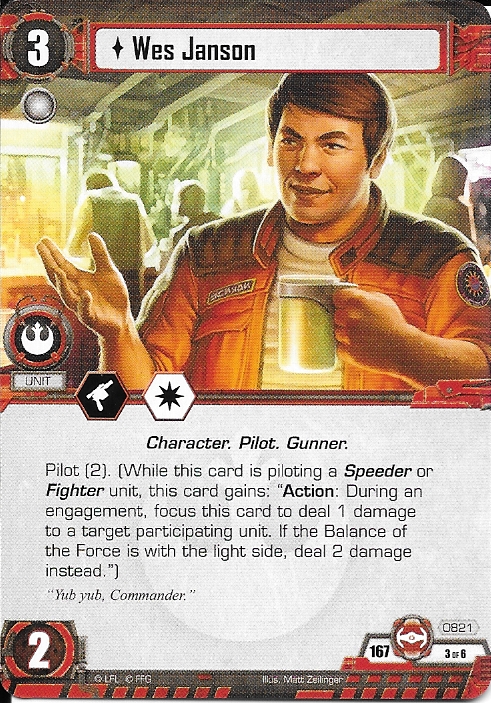 3
Wes Janson
JANSON
UNIT
Character. Pilot. Gunner.
Pilot (2). (While this card is piloting a Speeder or
Fighter unit, this card gains: “Action: During an
engagement, focus this card to deal 1 damage
to a target participating unit. If the Balance of
the Force is with the light side, deal 2 damage
instead.”)
“Yub yub, Commander.”
2
0821
167
3 OF 6
© LFL © FFG
Illus. Matt Zeilinger